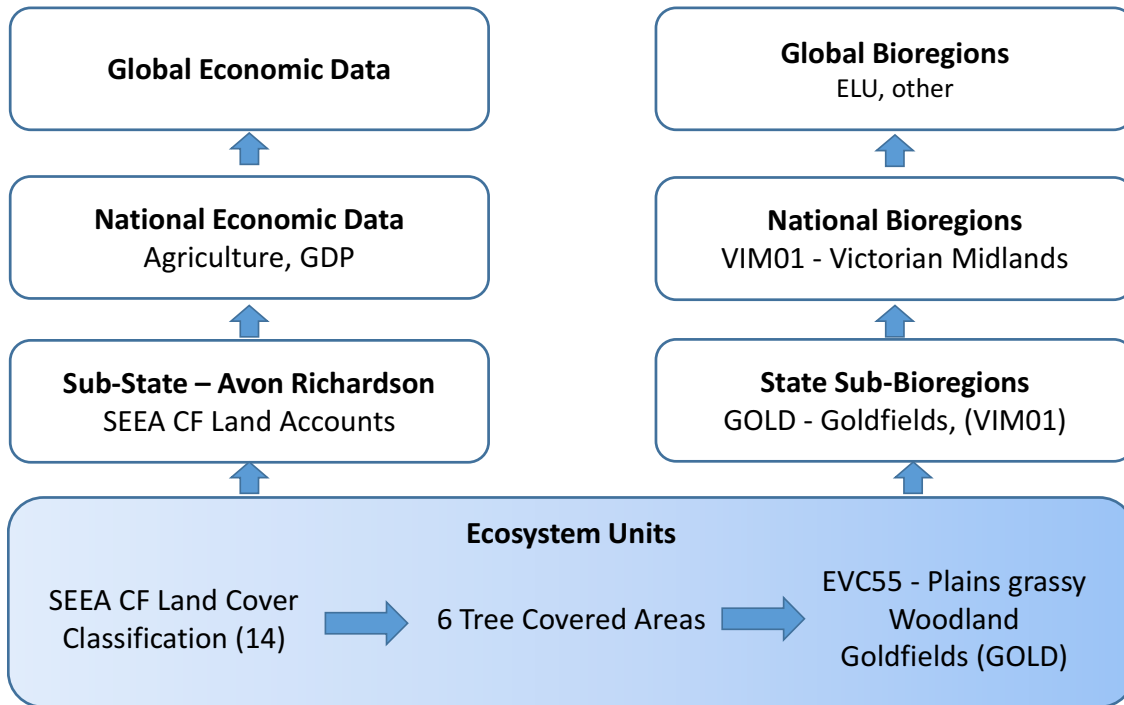 Global Economic Data
Global Bioregions
ELU, other
National Economic Data
Agriculture, GDP
National Bioregions
VIM01 - Victorian Midlands
Sub-State – Avon Richardson
SEEA CF Land Accounts
State Sub-Bioregions
GOLD - Goldfields, (VIM01)
Ecosystem Units
SEEA CF Land Cover
Classification (14)
6 Tree Covered Areas
EVC55 - Plains grassy
Woodland
Goldfields (GOLD)